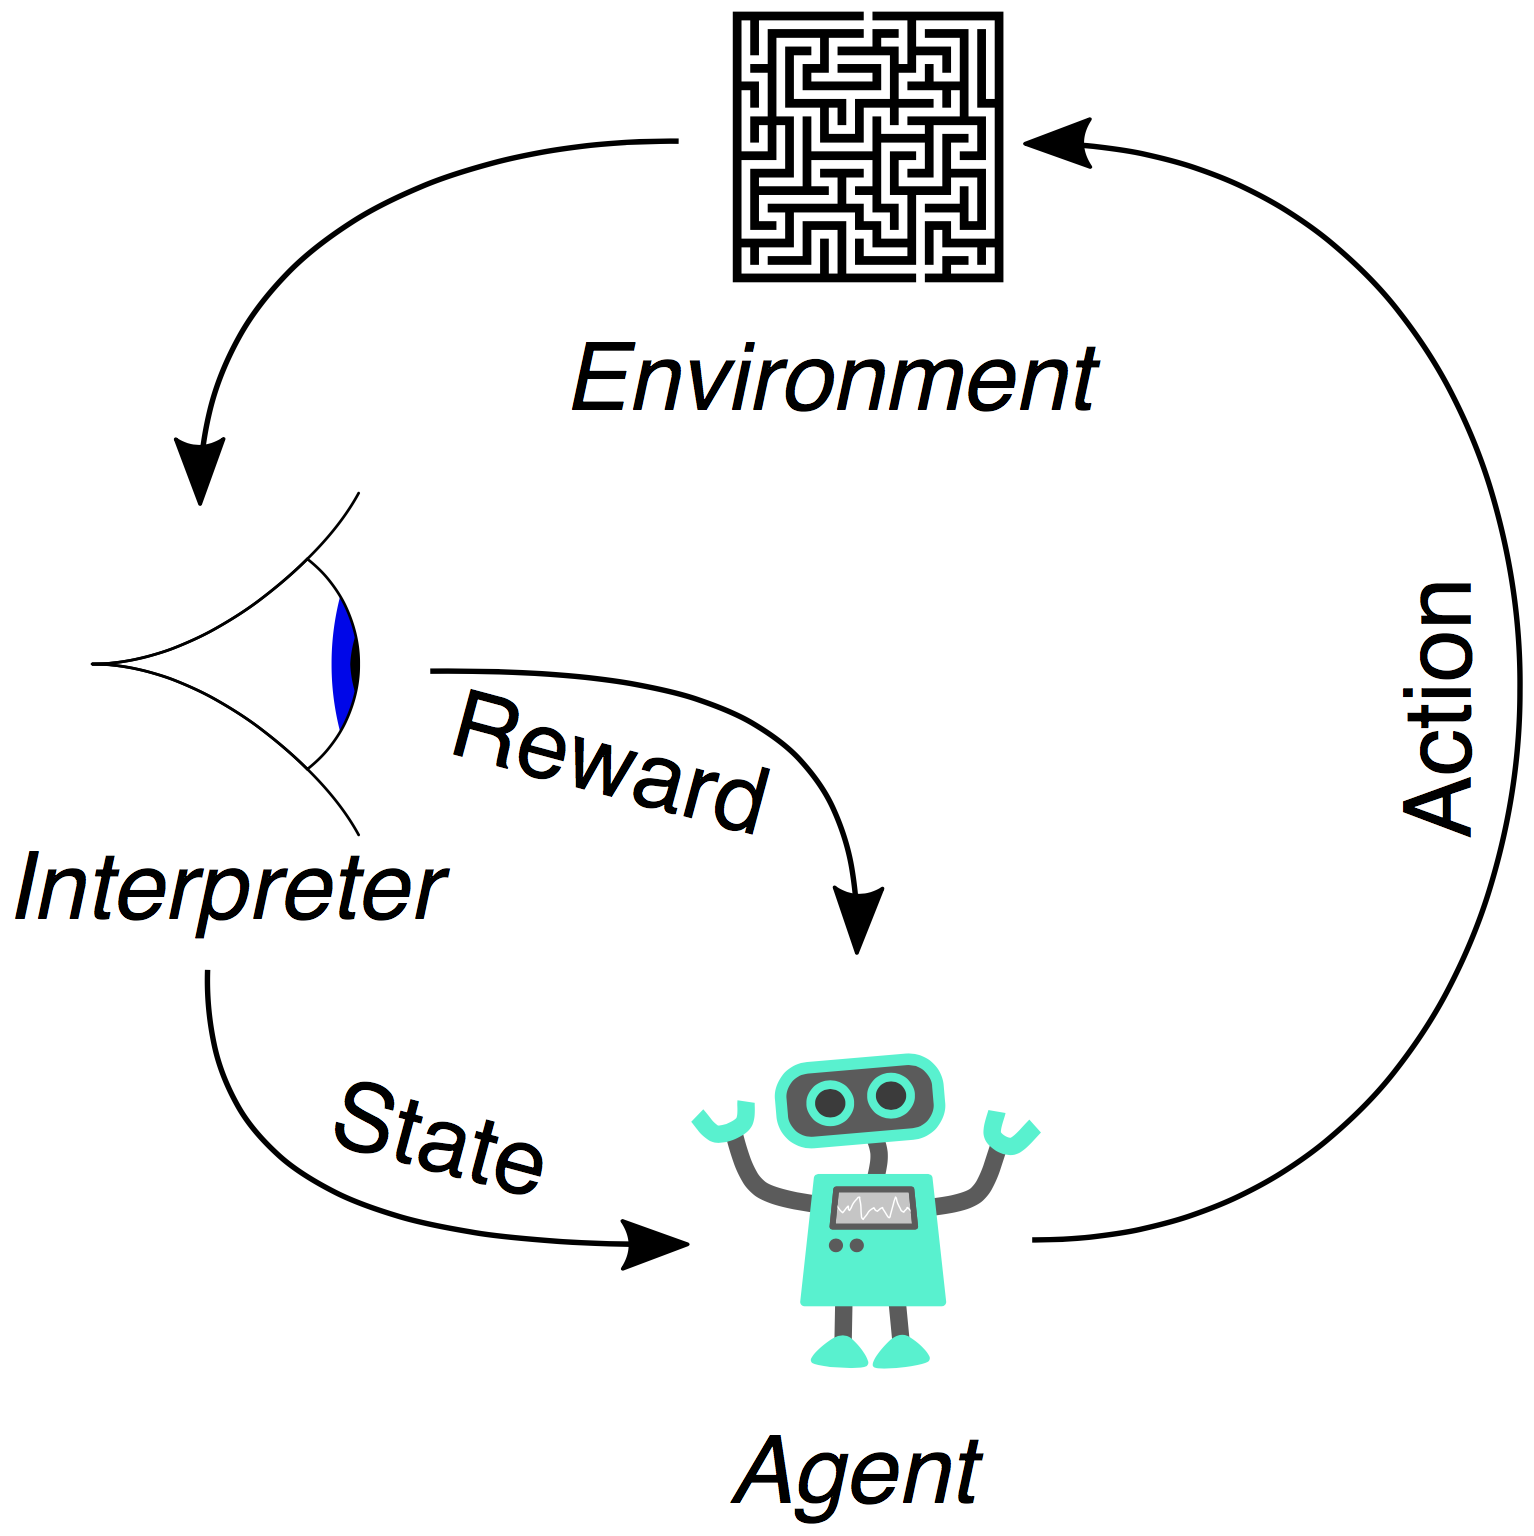 Environment
Reward
Action
Interpreter
State
Agent